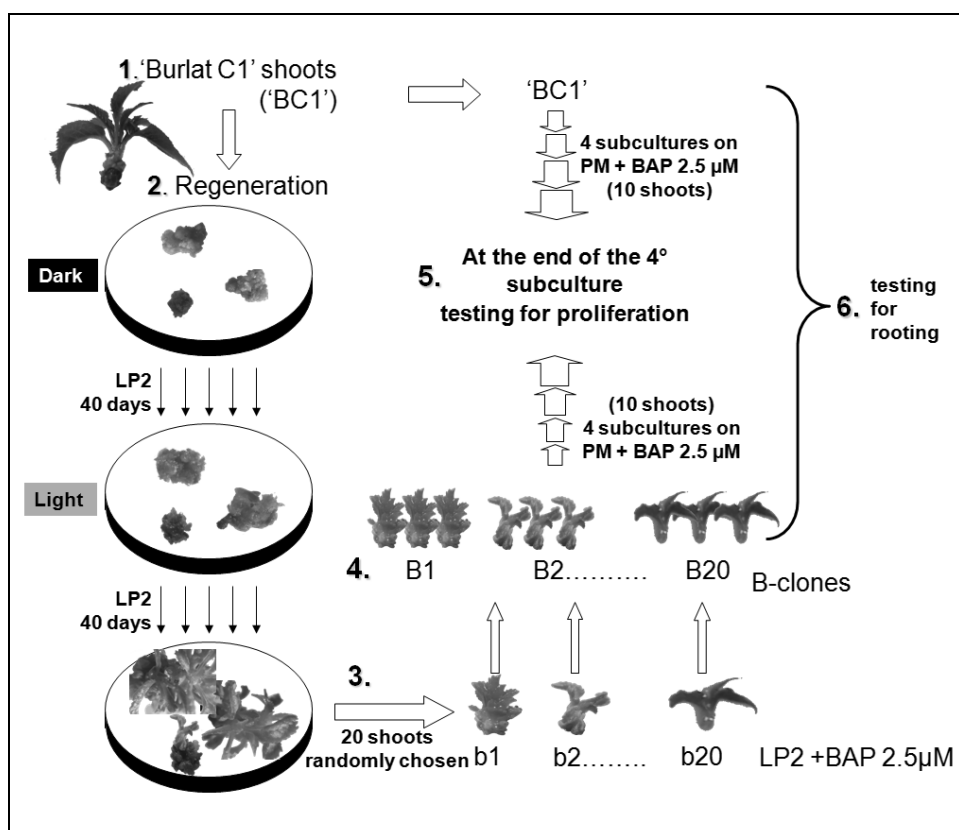 1. 'Burlat C1' shoots
('BC1')
'BC1'
4 subcultures on
PM + BAP 2.5 µM
(10 shoots)
2. Regeneration
Dark
5. At the end of the 4°
subculture
testing for proliferation
6. testing
for
rooting
LP2
40 days
(10 shoots)
4 subcultures on
PM + BAP 2.5 µM
Light
4. B1 B2.......... B20 B-clones
LP2
40 days
3.
20 shoots
randomly chosen
b1 b2........ b20 LP2 +BAP 2.5µM